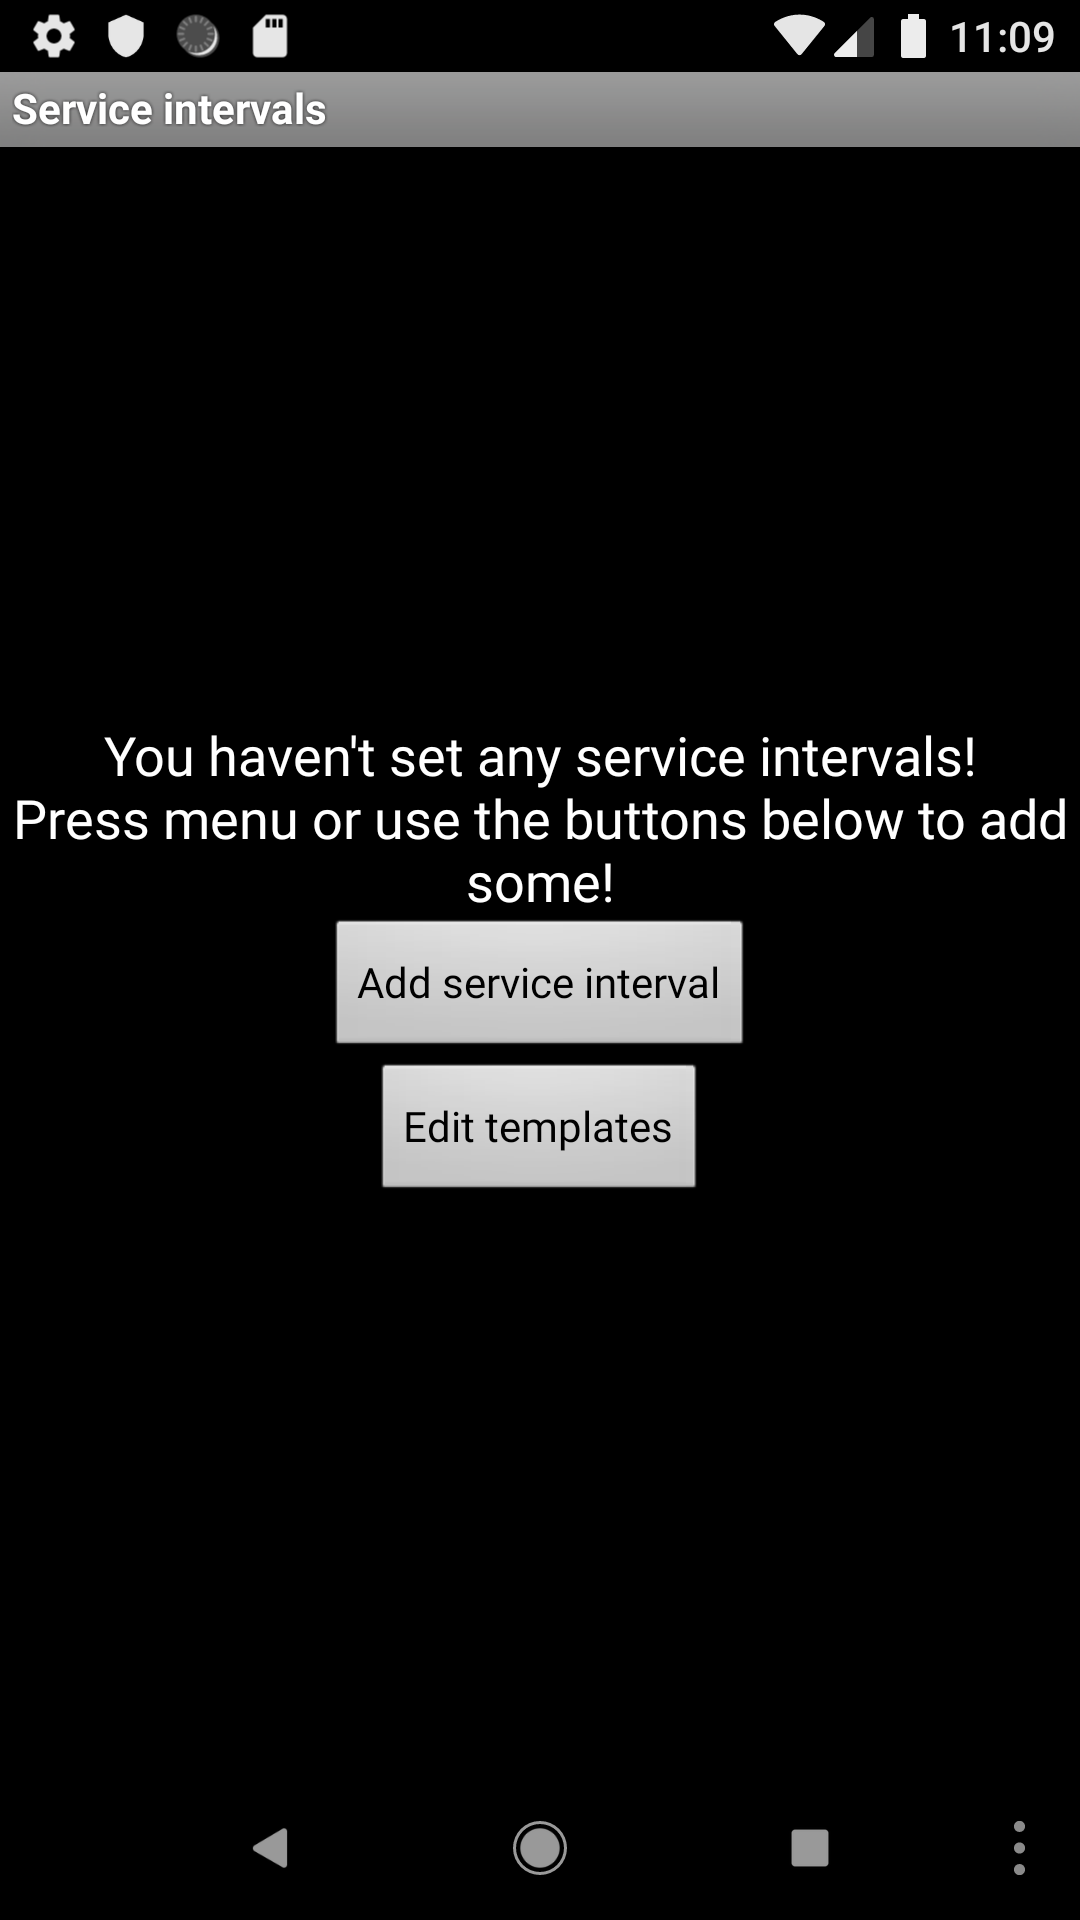 11:09
Service intervals
You haven't set any service intervals!
Press menu or use the buttons below to add
some!
Add service interval
Edit templates